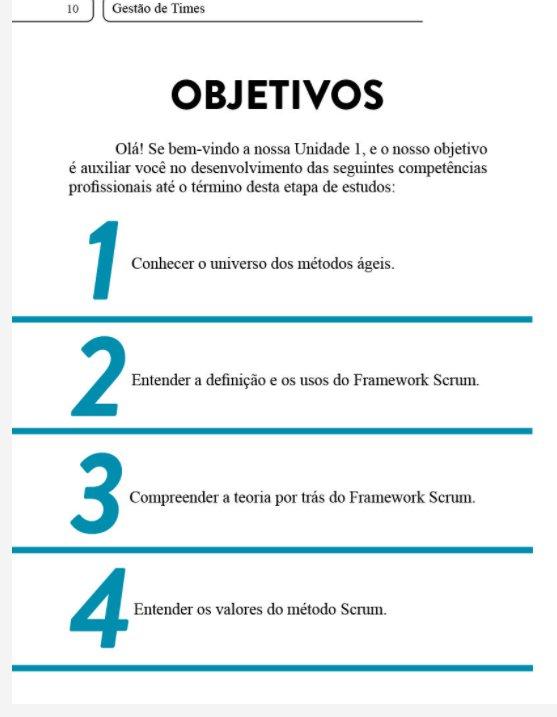 10 Gestão de Times
OBJETIVOS
Olá! Se bem-vindo a nossa Unidade 1, e o nosso objetivo
é auxiliar você no desenvolvimento das seguintes competências
profissionais até o término desta etapa de estudos:
1 Conhecer o universo dos métodos ágeis.
2 Entender a definição e os usos do Framework Scrum.
3 Compreender a teoria por trás do Framework Scrum.
4 Entender os valores do método Scrum.